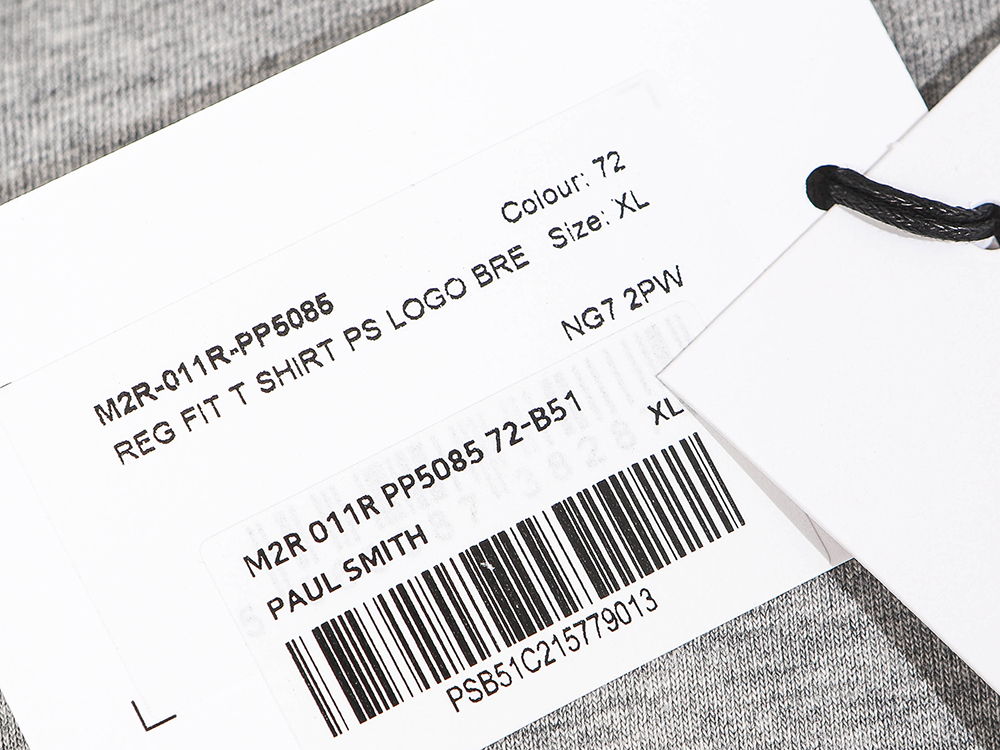 Colour: 72
Size: XL
M2R-011R-PP5085
REG FIT T SHIRT PS LOGO BRE
NG7 2PW
M2R 011R PP5085 72-B51
XL
PAUL SMITH
PSB51C215779013